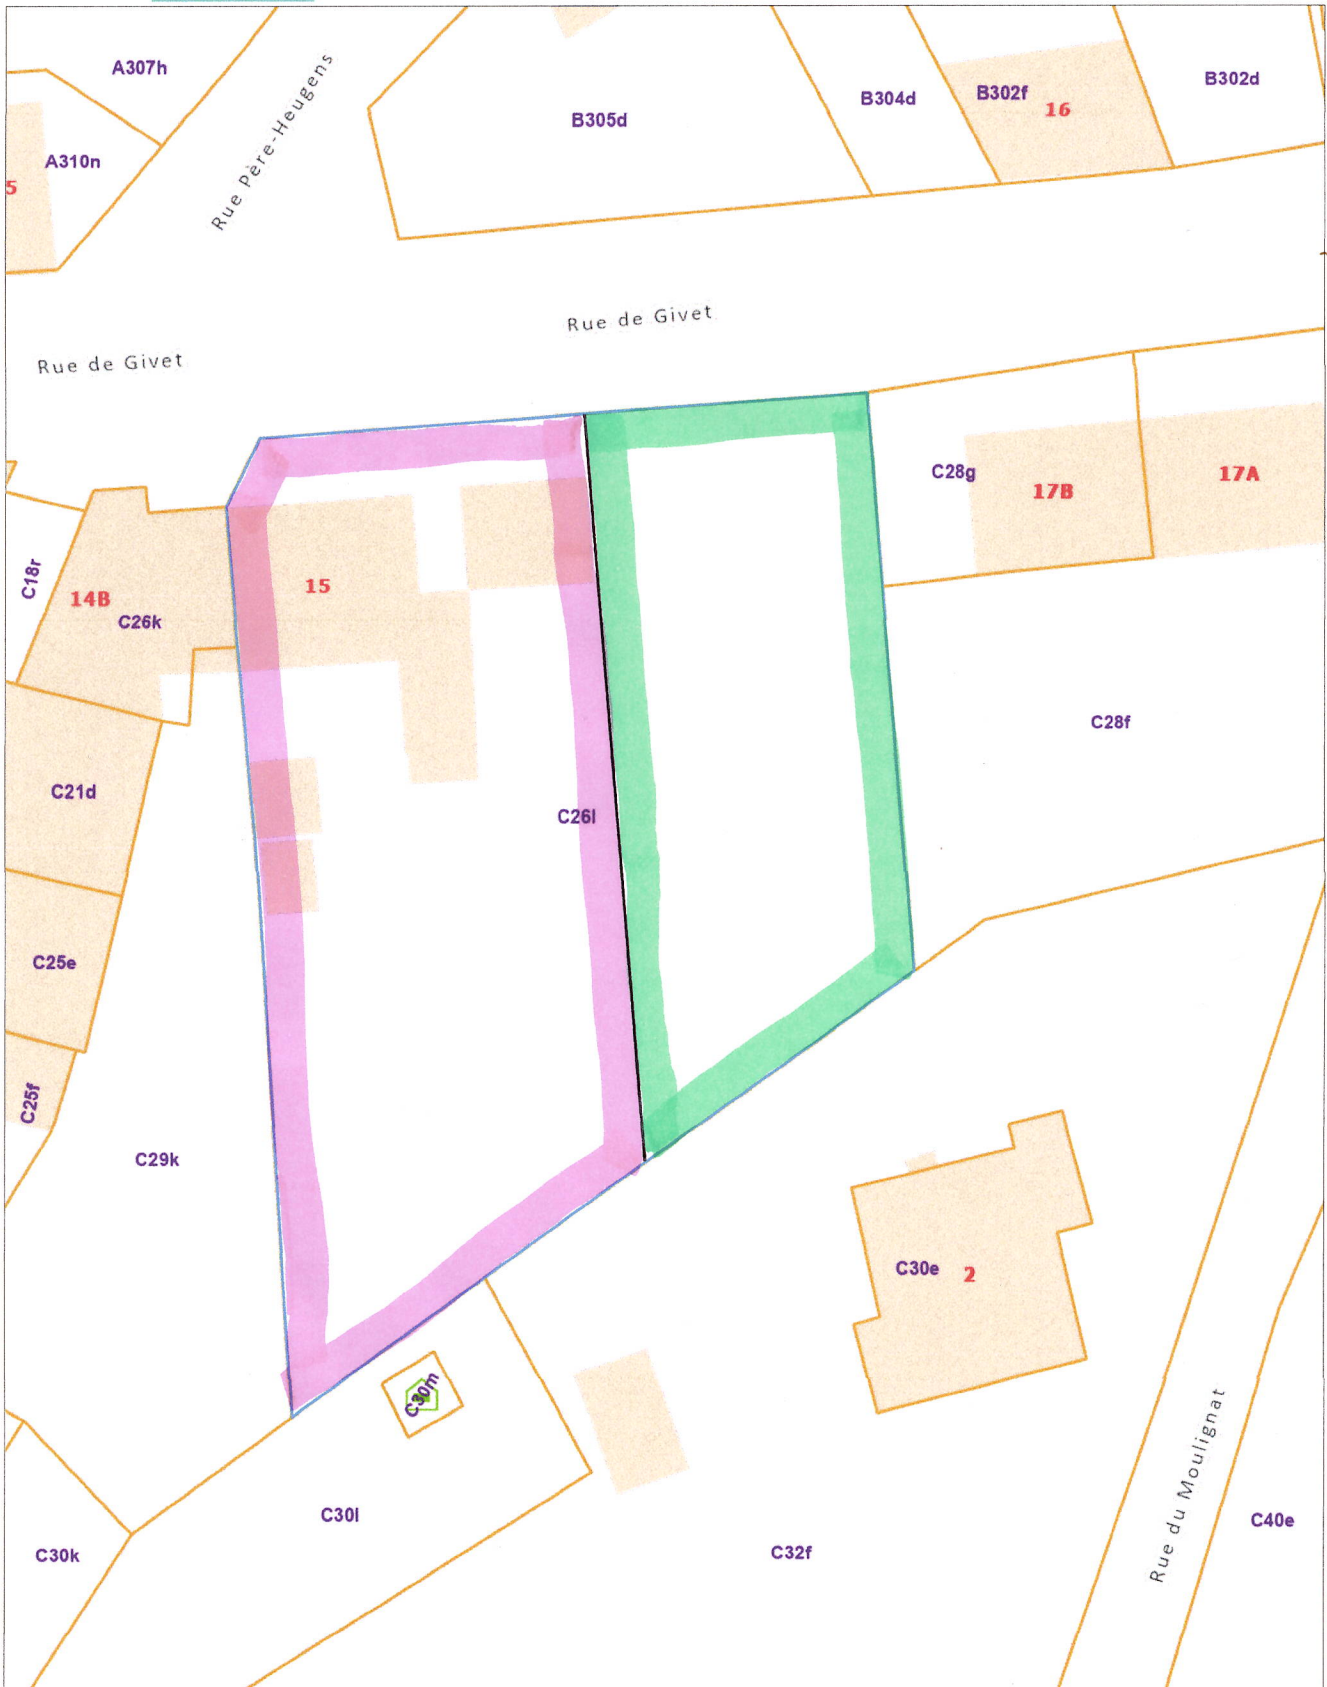 A307h
B302d
B304d
B302f
16
B305d
A310n
5
Rue Père-Heugens
Rue de Givet
Rue de Givet
C28g
17B
17A
C18r
14B
C26k
15
C28f
C21d
C26l
C25e
C25f
C29k
C30e
2
C30m
C30l
C30k
C32f
Rue du Moulignat
C40e